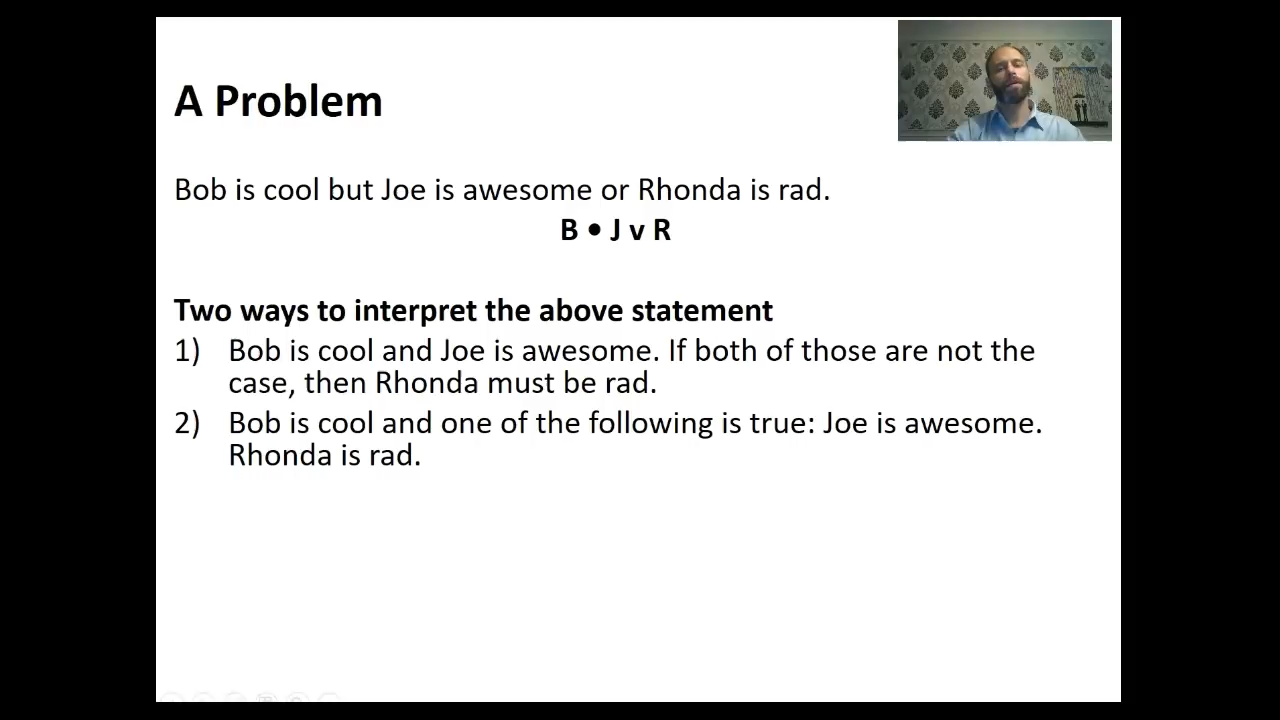 A Problem
Bob is cool but Joe is awesome or Rhonda is rad.
B • J v R
Two ways to interpret the above statement
1) Bob is cool and Joe is awesome. If both of those are not the
case, then Rhonda must be rad.
2) Bob is cool and one of the following is true: Joe is awesome.
Rhonda is rad.